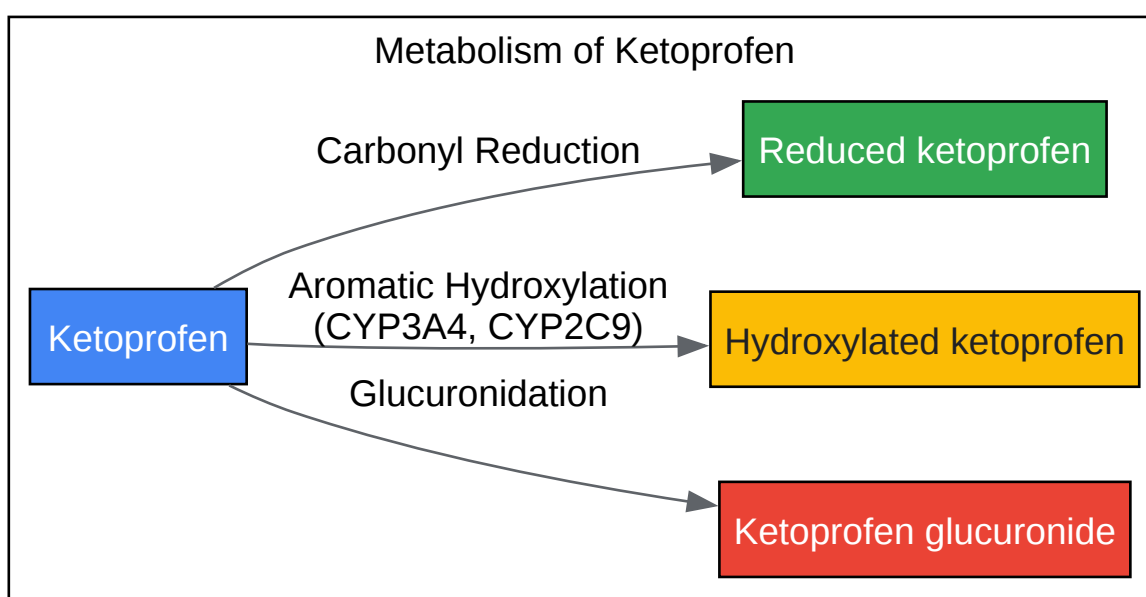 Metabolism of Ketoprofen
Carbonyl Reduction
Reduced ketoprofen
Aromatic Hydroxylation
(CYP3A4, CYP2C9)
Ketoprofen
Hydroxylated ketoprofen
Glucuronidation
Ketoprofen glucuronide